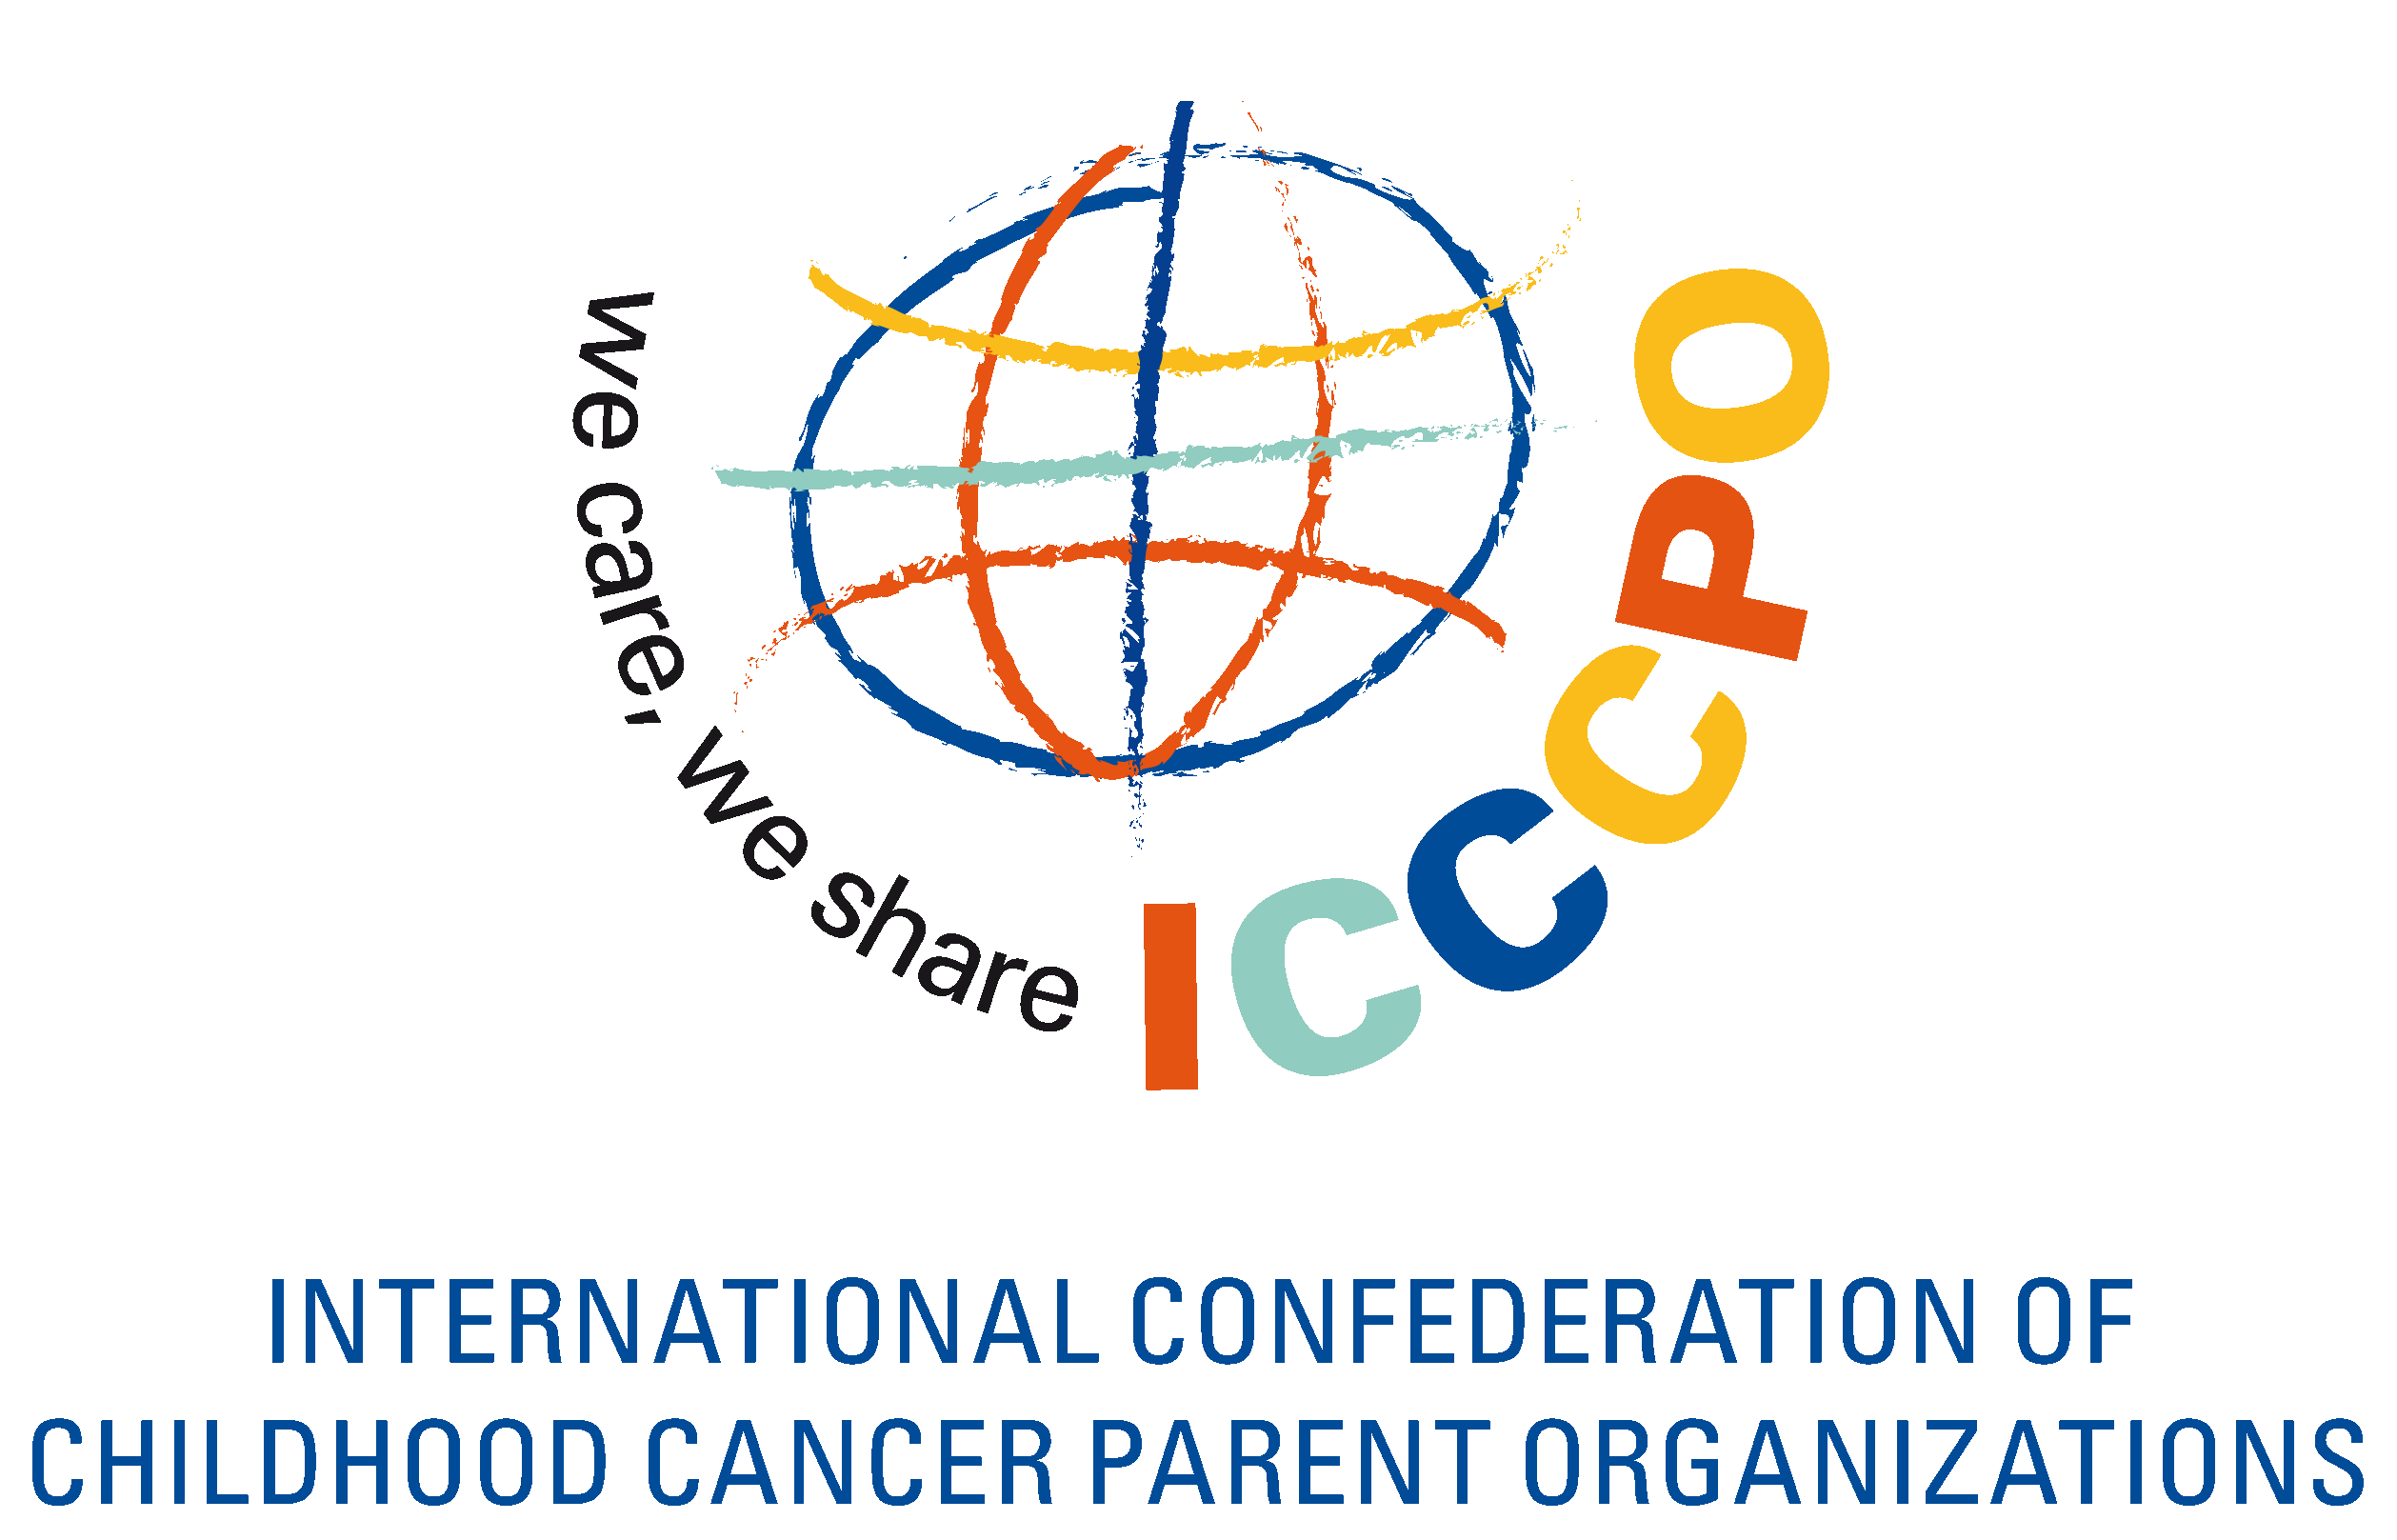 we care, we share
ICCCPO
INTERNATIONAL CONFEDERATION OF
CHILDHOOD CANCER PARENT ORGANIZATIONS